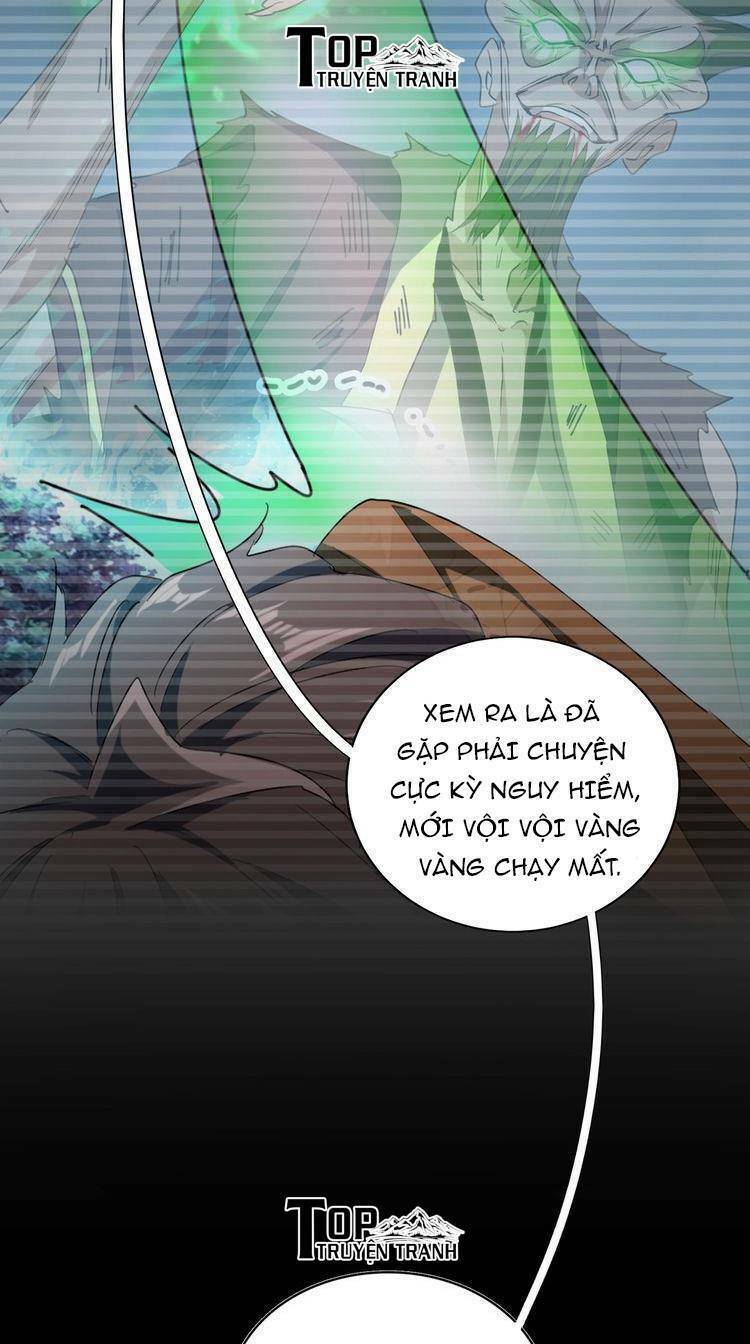 TOP
TRUYỆN TRANH
XEM RA LÀ ĐÃ
GẶP PHẢI CHUYỆN
CỰC KỲ NGUY HIỂM,
MỚI VỘI VỘI VÀNG
VÀNG CHẠY MẤT.
TOP
TRUYỆN TRANH